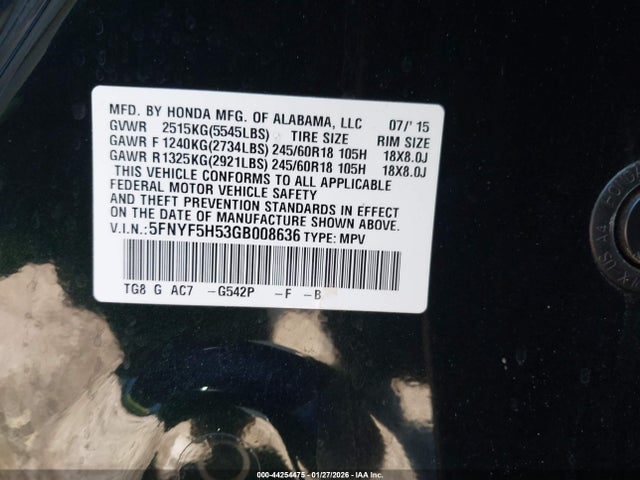 MFD. BY HONDA MFG. OF ALABAMA, LLC 07/'15
GVWR 2515KG(5545LBS) TIRE SIZE RIM SIZE
GAWR F 1240KG(2734LBS) 245/60R18 105H 18X8.0J
GAWR R 1325KG(2921LBS) 245/60R18 105H 18X8.0J
THIS VEHICLE CONFORMS TO ALL APPLICABLE
FEDERAL MOTOR VEHICLE SAFETY
AND THEFT PREVENTION STANDARDS IN EFFECT
ON THE DATE OF MANUFACTURE SHOWN ABOVE.
V.I.N.:5FNYF5H53GB008636 TYPE: MPV
TG8 G AC7 -G542P -F -B
000-44254475 - 01/27/2026 - IAA Inc.